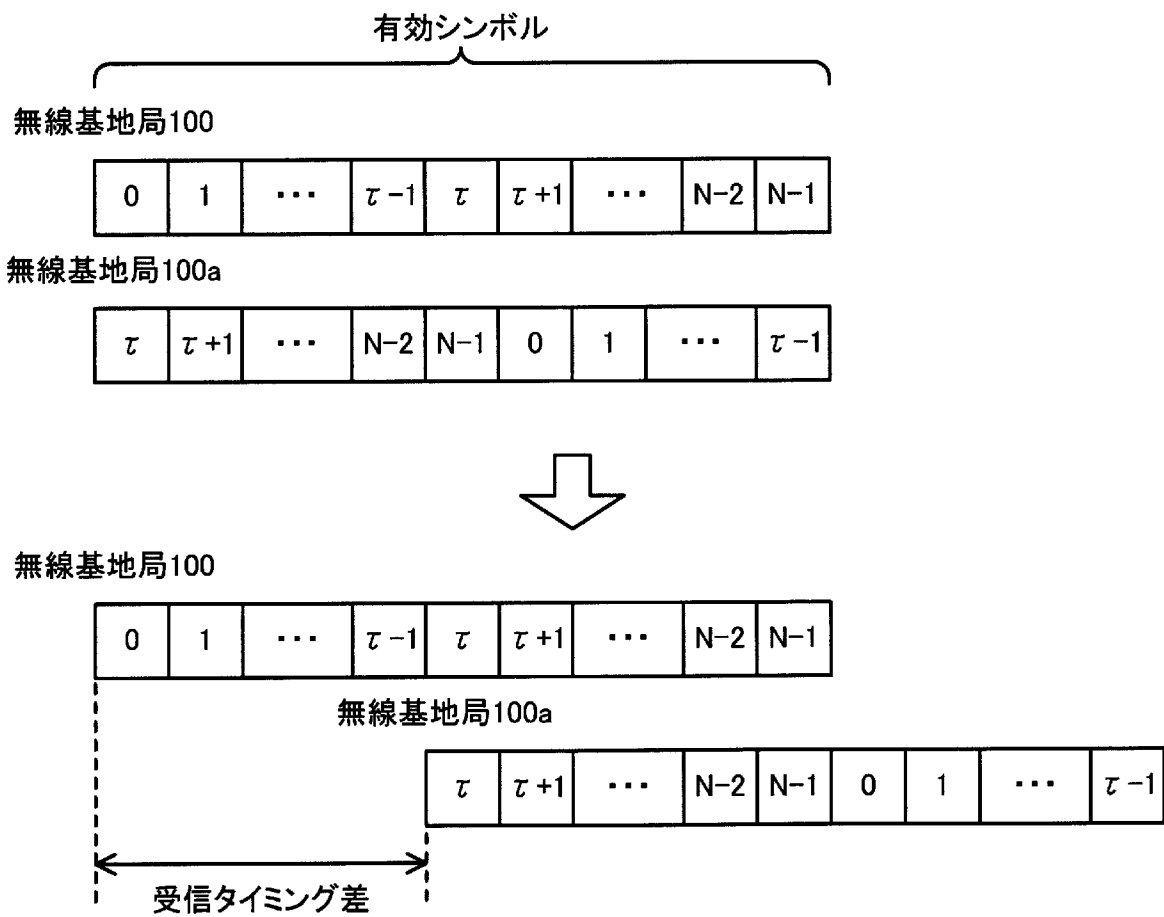 有効シンボル
無線基地局100
0 1 ・・・ τ-1 τ τ+1 ・・・ N-2 N-1
無線基地局100a
τ τ+1 ・・・ N-2 N-1 0 1 ・・・ τ-1
無線基地局100
0 1 ・・・ τ-1 τ τ+1 ・・・ N-2 N-1
無線基地局100a
τ τ+1 ・・・ N-2 N-1 0 1 ・・・ τ-1
受信タイミング差